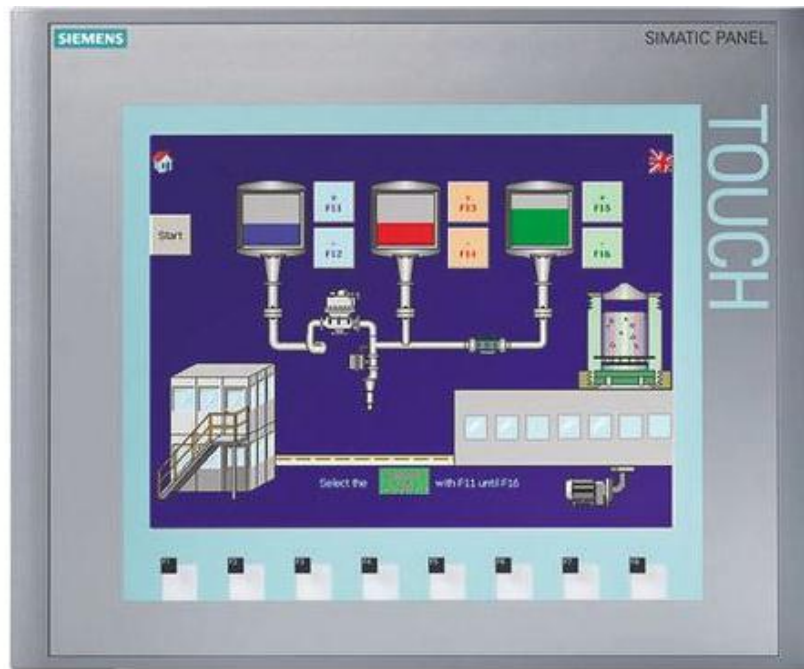 SIEMENS
SIMATIC PANEL
TOUCH
F11
F13
F15
Start
F12
F14
F16
Select the
with F11 until F16